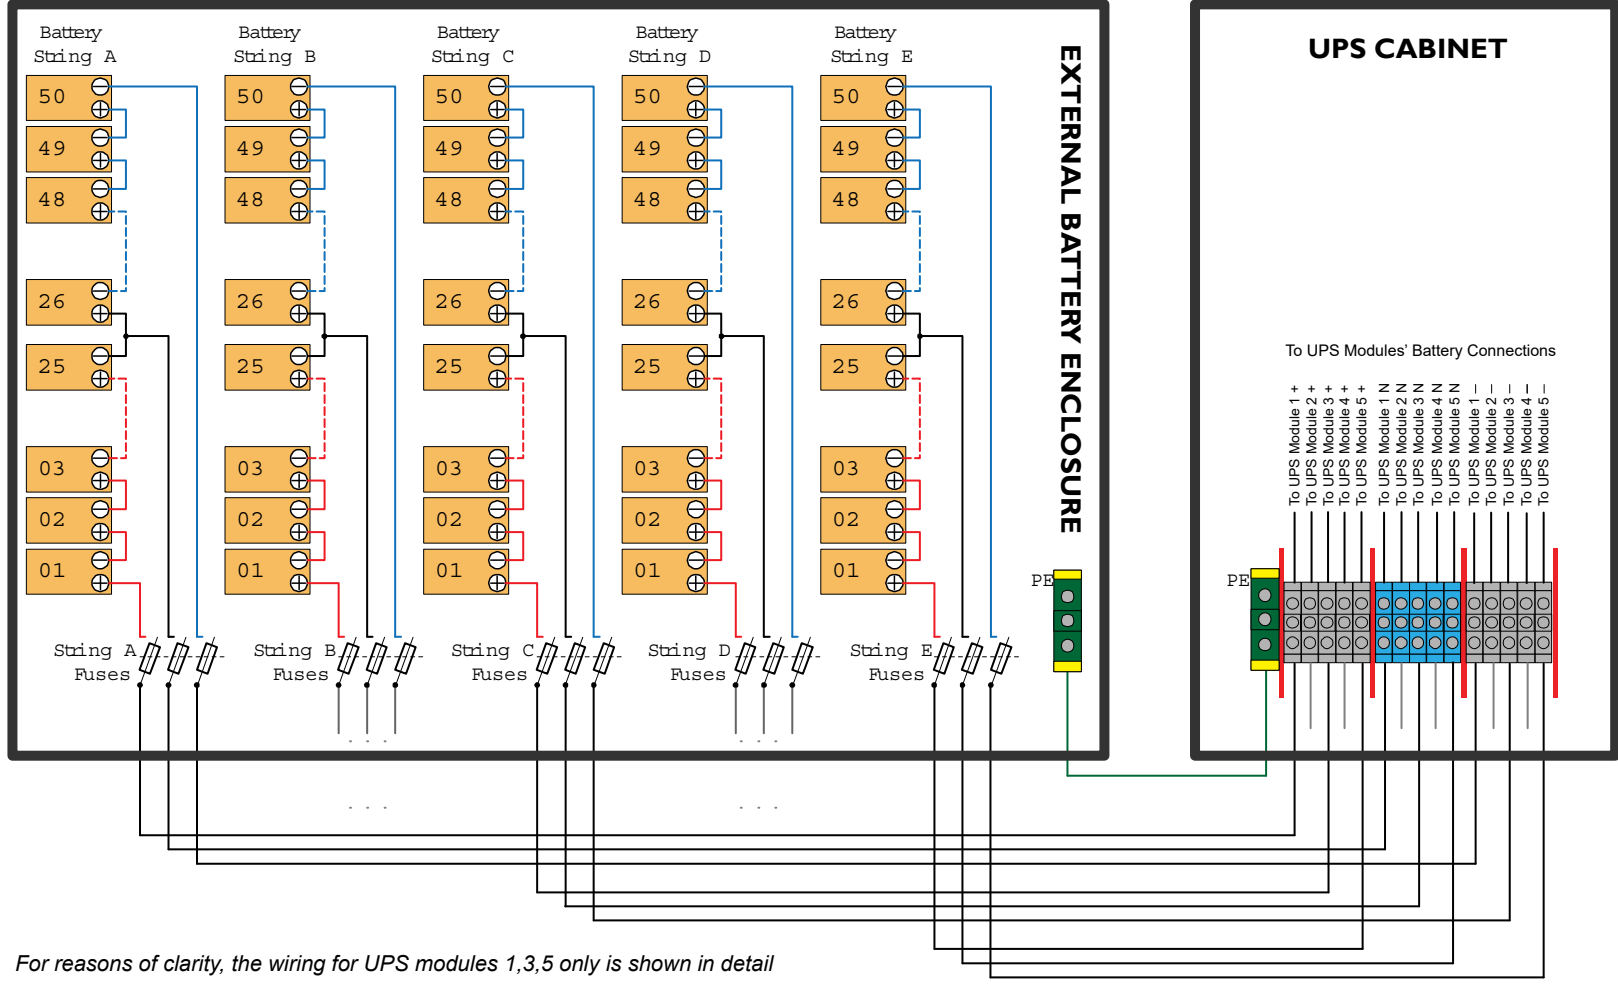 Battery
String A
Battery
String B
Battery
String C
Battery
String D
Battery
String E
50
49
48
26
25
03
02
01
50
49
48
26
25
03
02
01
50
49
48
26
25
03
02
01
50
49
48
26
25
03
02
01
50
49
48
26
25
03
02
01
String A
Fuses
String B
Fuses
String C
Fuses
String D
Fuses
String E
Fuses
EXTERNAL BATTERY ENCLOSURE
PE
UPS CABINET
To UPS Modules’ Battery Connections
To UPS Module 1 +
To UPS Module 2 +
To UPS Module 3 +
To UPS Module 4 +
To UPS Module 5 +
To UPS Module 1 N
To UPS Module 2 N
To UPS Module 3 N
To UPS Module 4 N
To UPS Module 5 N
To UPS Module 1 –
To UPS Module 2 –
To UPS Module 3 –
To UPS Module 4 –
To UPS Module 5 –
PE
. . .
. . .
. . .
. . .
For reasons of clarity, the wiring for UPS modules 1,3,5 only is shown in detail